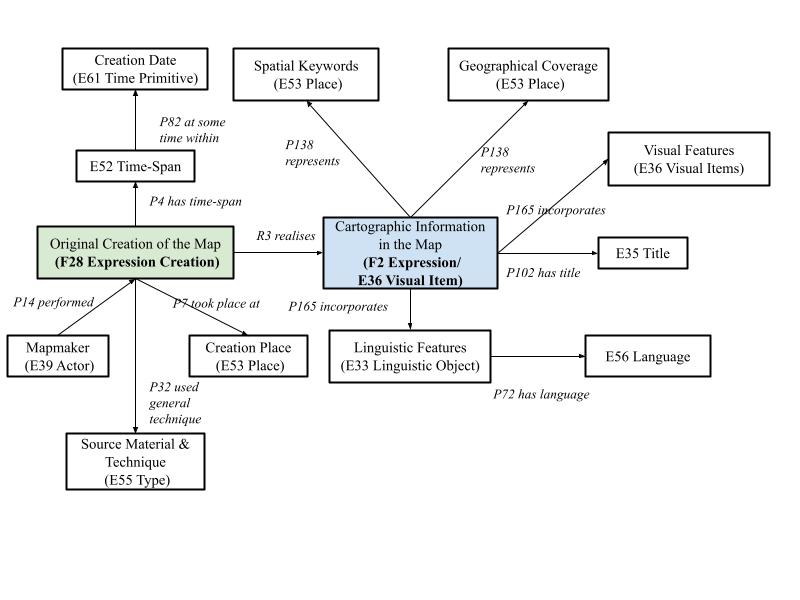 Creation Date
(E61 Time Primitive)
Spatial Keywords
(E53 Place)
Geographical Coverage
(E53 Place)
P82 at some
time within
P138
represents
P138
represents
Visual Features
(E36 Visual Items)
E52 Time-Span
P4 has time-span
P165 incorporates
Original Creation of the Map
(F28 Expression Creation)
R3 realises
Cartographic Information
in the Map
(F2 Expression/
E36 Visual Item)
E35 Title
P102 has title
P14 performed
P7 took place at
P165 incorporates
Mapmaker
(E39 Actor)
Creation Place
(E53 Place)
Linguistic Features
(E33 Linguistic Object)
E56 Language
P72 has language
P32 used
general
technique
Source Material &
Technique
(E55 Type)